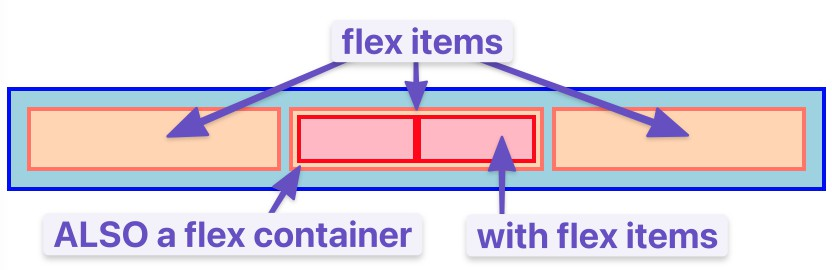 flex items
ALSO a flex container
with flex items